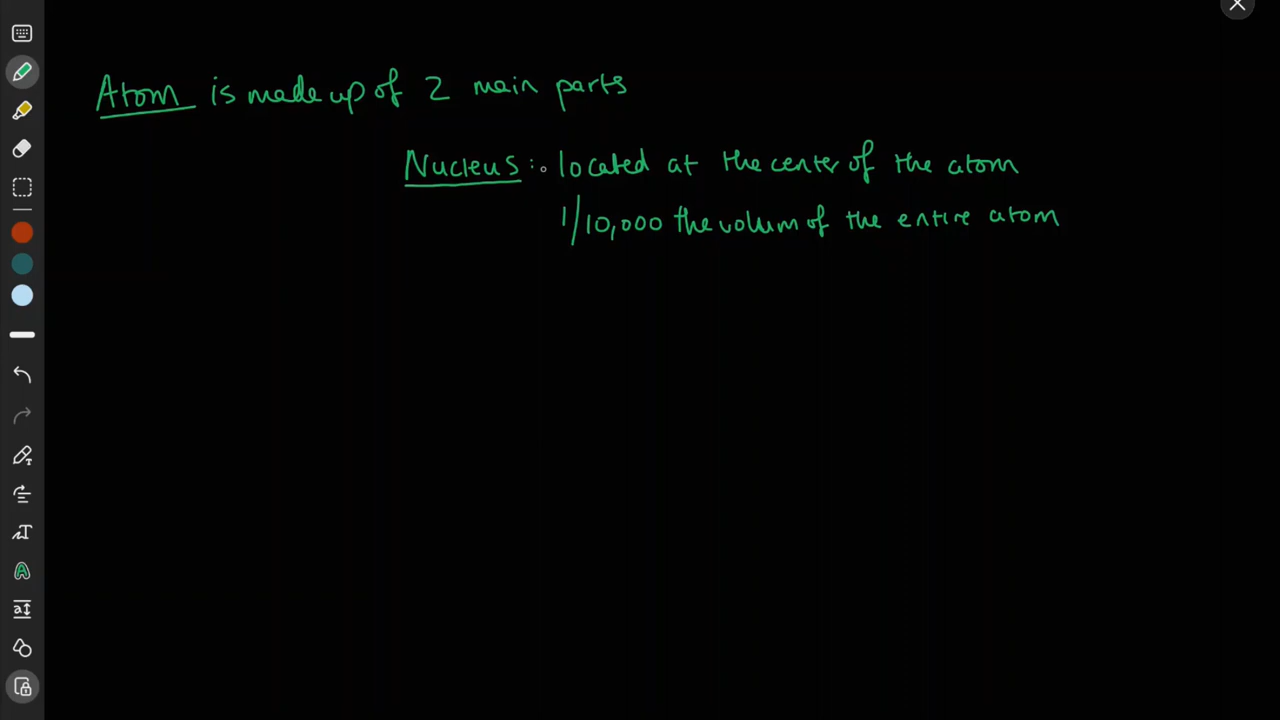 Atom is made up of 2 main parts
Nucleus: located at the center of the atom
1/10,000 the volum of the entire atom